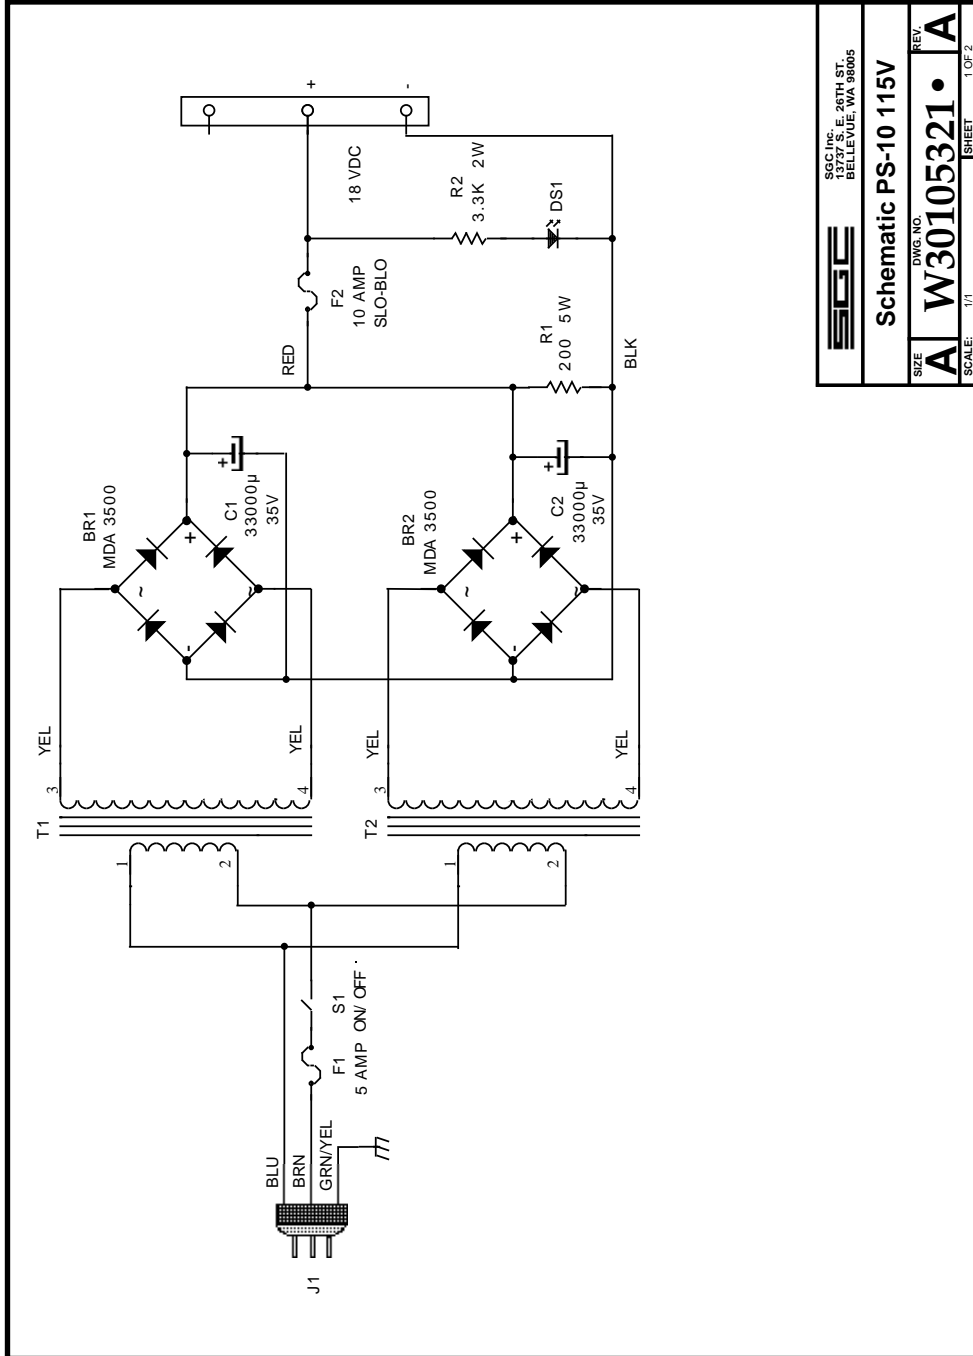 J1
BLU
BRN
GRN/YEL
F1
5 AMP
S1
ON/ OFF
1
2
T1
3
4
YEL
YEL
1
2
T2
3
4
YEL
YEL
BR1
MDA 3500
~
~
+
-
C1
33000µ
35V
+
BR2
MDA 3500
~
~
+
-
C2
33000µ
35V
+
RED
F2
10 AMP
SLO-BLO
R1
200 5W
BLK
18 VDC
+
-
R2
3.3K 2W
DS1
SGC
SGC Inc.
13737 S. E. 26TH ST.
BELLEVUE, WA 98005
Schematic PS-10 115V
SIZE
A
DWG. NO.
W30105321 •
REV.
A
SCALE: 1/1
SHEET 1 OF 2